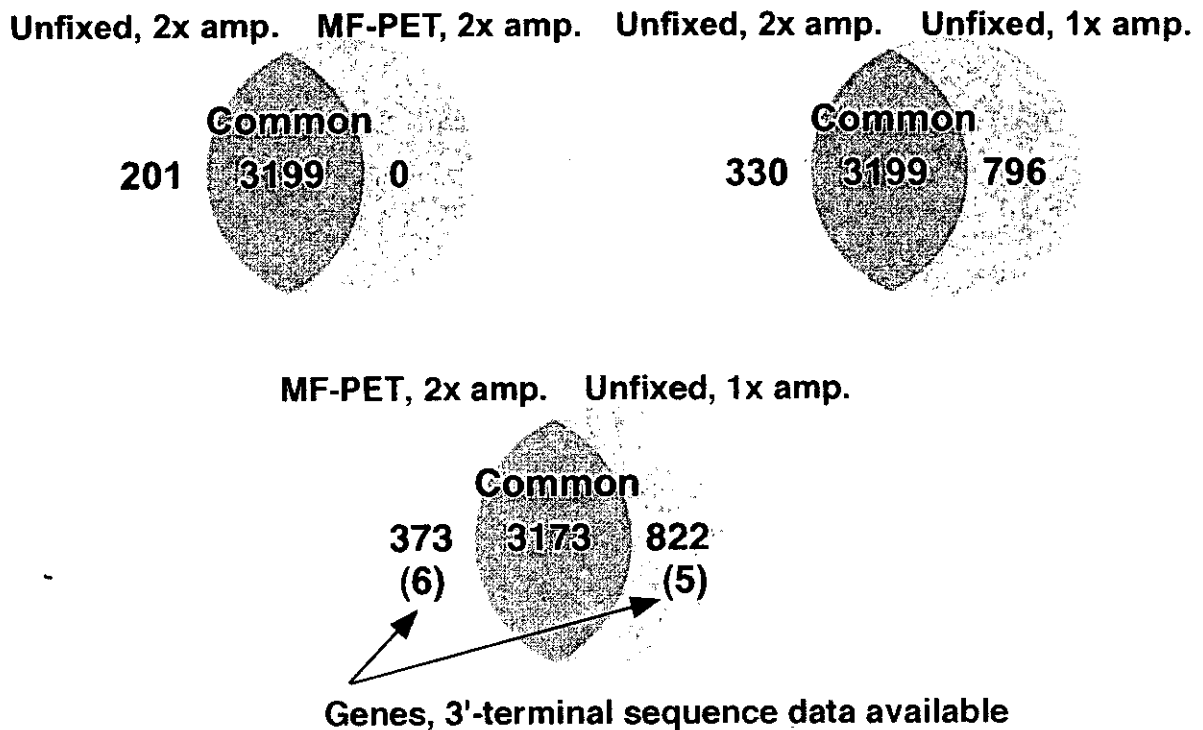 Unfixed, 2x amp. MF-PET, 2x amp. Unfixed, 2x amp. Unfixed, 1x amp.
Common Common
201 3199 0 330 3199 796
MF-PET, 2x amp. Unfixed, 1x amp.
Common
373 3173 822
(6) (5)
Genes, 3'-terminal sequence data available